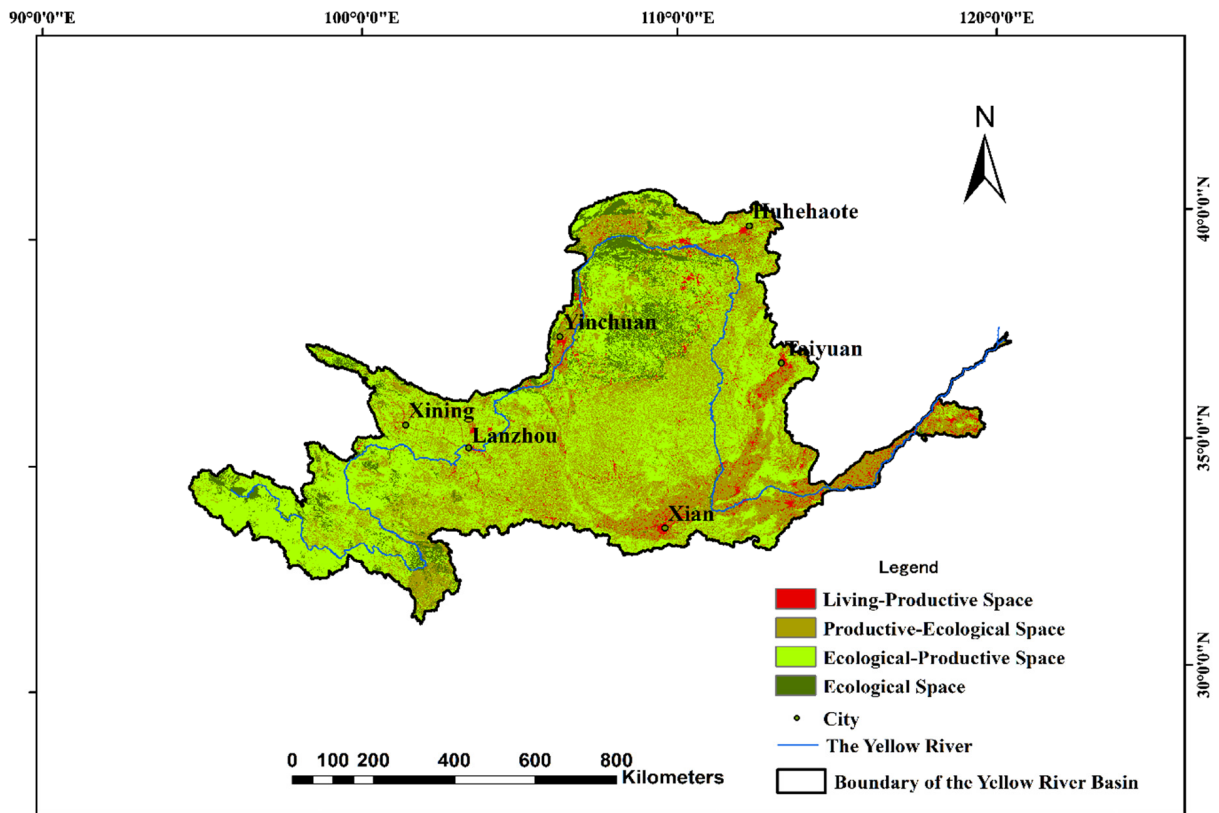 90°0'0"E 100°0'0"E 110°0'0"E 120°0'0"E
N
40°0'0"N
Huhehaote
Yinchuan
Taiyuan
Xining
Lanzhou
35°0'0"N
Xian
Legend
Living-Productive Space
Productive-Ecological Space
Ecological-Productive Space
Ecological Space
City
The Yellow River
Boundary of the Yellow River Basin
30°0'0"N
0 100 200 400 600 800
Kilometers